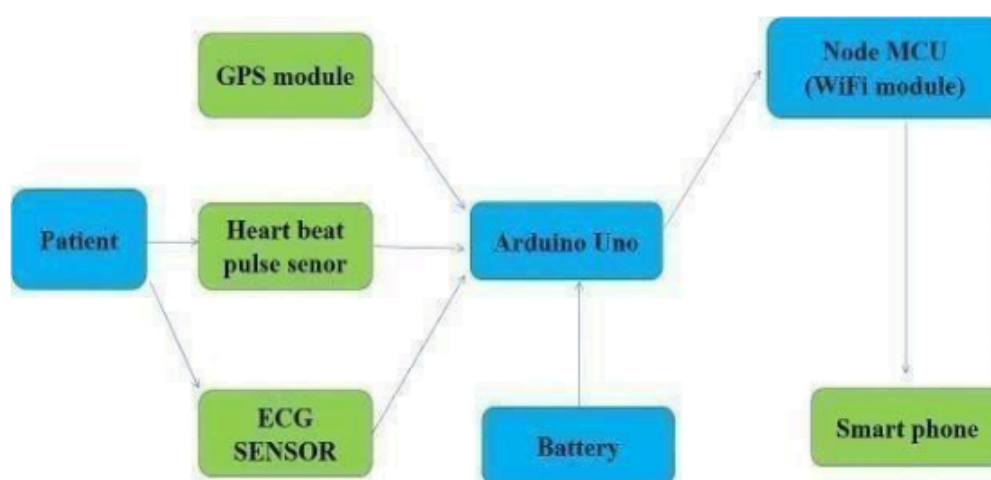 GPS module
Node MCU
(WiFi module)
Patient
Heart beat
pulse senor
Arduino Uno
ECG
SENSOR
Battery
Smart phone